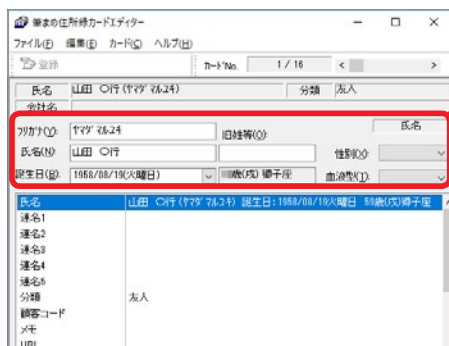 筆まめ住所録カードエディター
ファイル(F) 編集(E) カード(C) ヘルプ(H)
登録 カードNo. 1 / 16 < >
氏名 山田 〇行 (ﾔﾏﾀﾞ ﾏﾙユキ) 分類 友人
会社名
フリガナ(Y): ﾔﾏﾀﾞ ﾏﾙユキ 旧姓等(O): 氏名
氏名(N): 山田 〇行 性別(X):
誕生日(B): 1958/08/19(火曜日) 歳(戌) 獅子座 血液型(T):
氏名 山田 〇行 (ﾔﾏﾀﾞ ﾏﾙユキ) 誕生日:1958/08/19火曜日 59歳(戌)獅子座
連名1
連名2
連名3
連名4
連名5
分類 友人
顧客コード
メモ
URL